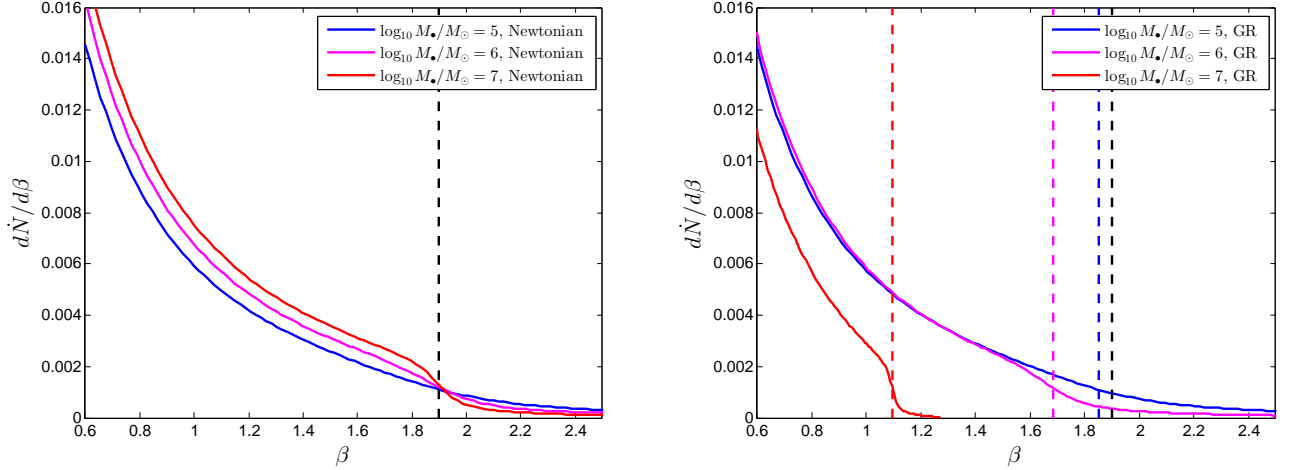 0.016
0.014
0.012
0.01
0.008
0.006
0.004
0.002
0
dṄ/dβ
log₁₀ M•/M⊙ = 5, Newtonian
log₁₀ M•/M⊙ = 6, Newtonian
log₁₀ M•/M⊙ = 7, Newtonian
0.6 0.8 1 1.2 1.4 1.6 1.8 2 2.2 2.4
β
0.016
0.014
0.012
0.01
0.008
0.006
0.004
0.002
0
dṄ/dβ
log₁₀ M•/M⊙ = 5, GR
log₁₀ M•/M⊙ = 6, GR
log₁₀ M•/M⊙ = 7, GR
0.6 0.8 1 1.2 1.4 1.6 1.8 2 2.2 2.4
β